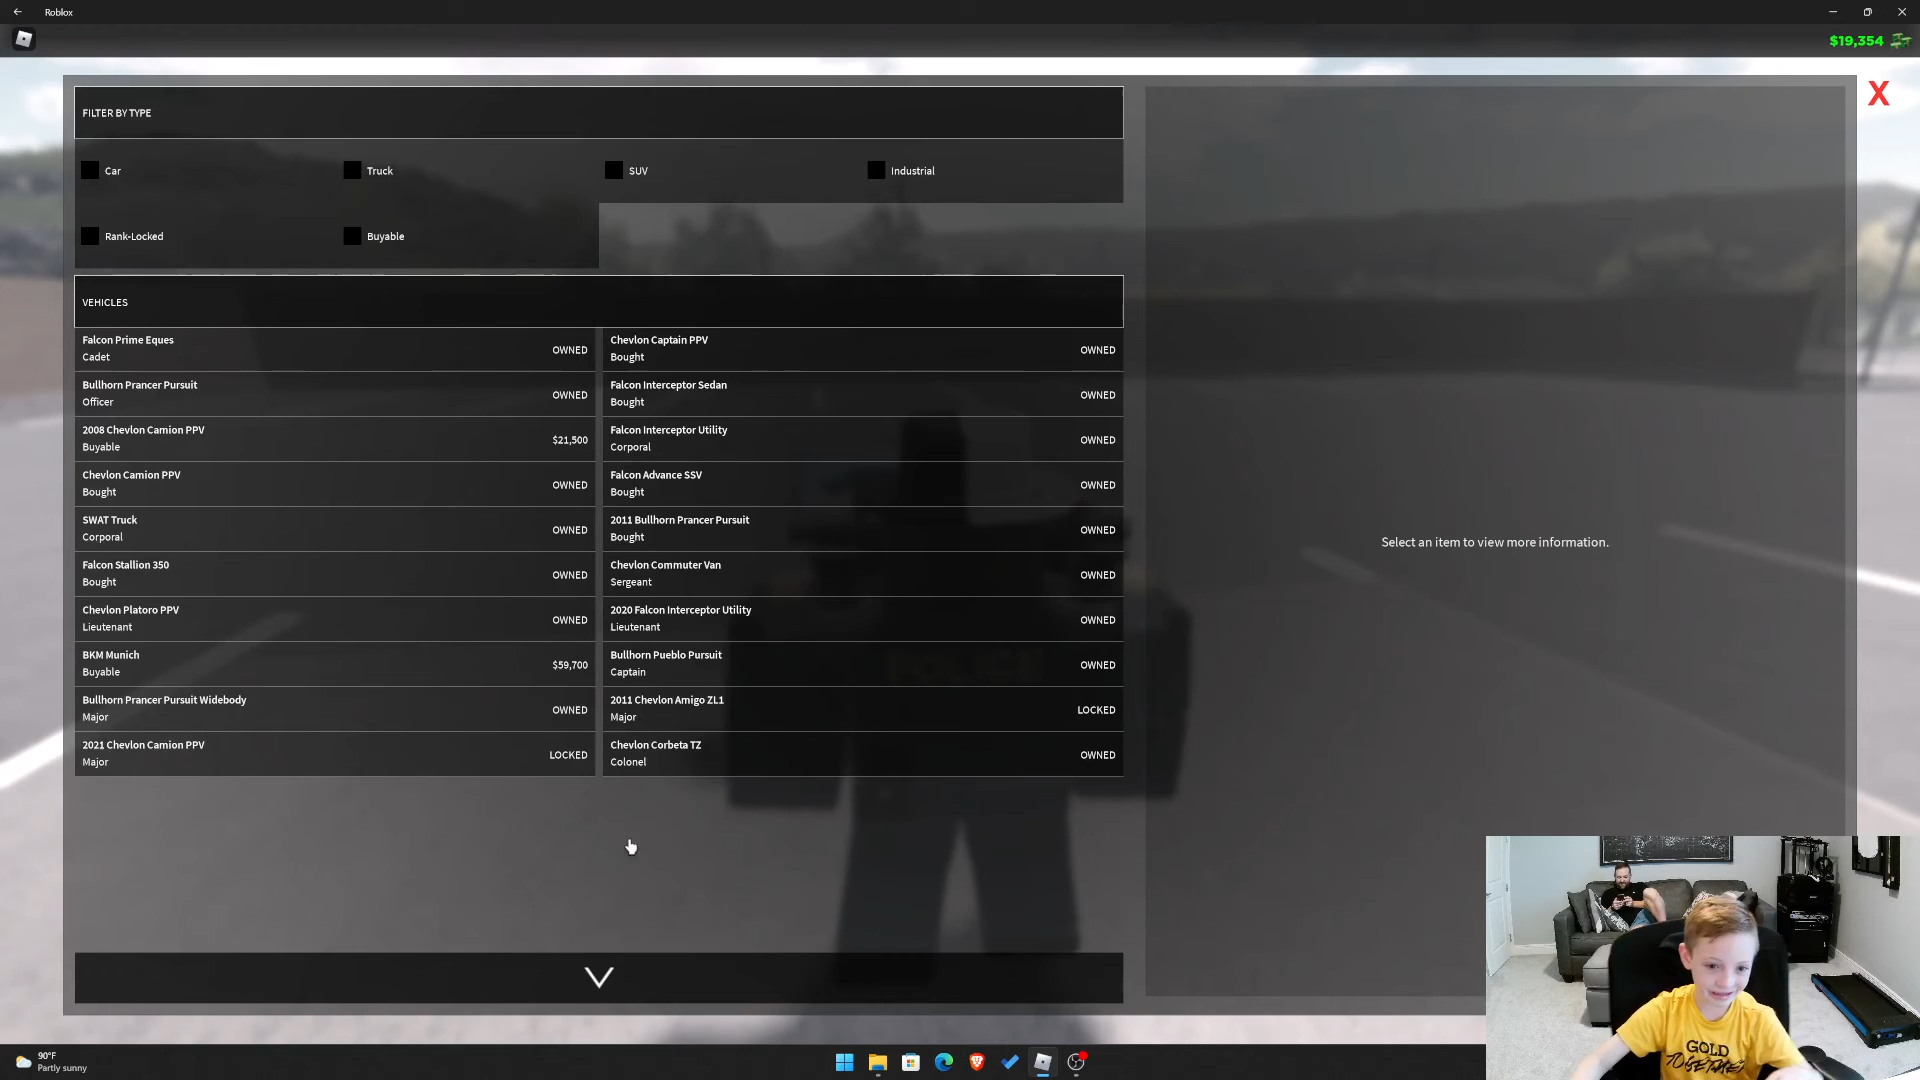 Roblox
$19,354
X
FILTER BY TYPE
Car
Truck
SUV
Industrial
Rank-Locked
Buyable
VEHICLES
Falcon Prime Eques
Cadet
OWNED
Chevlon Captain PPV
Bought
OWNED
Bullhorn Prancer Pursuit
Officer
OWNED
Falcon Interceptor Sedan
Bought
OWNED
2008 Chevlon Camion PPV
Buyable
$21,500
Falcon Interceptor Utility
Corporal
OWNED
Chevlon Camion PPV
Bought
OWNED
Falcon Advance SSV
Bought
OWNED
SWAT Truck
Corporal
OWNED
2011 Bullhorn Prancer Pursuit
Bought
OWNED
Falcon Stallion 350
Bought
OWNED
Chevlon Commuter Van
Sergeant
OWNED
Chevlon Platoro PPV
Lieutenant
OWNED
2020 Falcon Interceptor Utility
Lieutenant
OWNED
BKM Munich
Buyable
$59,700
Bullhorn Pueblo Pursuit
Captain
OWNED
Bullhorn Prancer Pursuit Widebody
Major
OWNED
2011 Chevlon Amigo ZL1
Major
LOCKED
2021 Chevlon Camion PPV
Major
LOCKED
Chevlon Corbeta TZ
Colonel
OWNED
Select an item to view more information.
POLICE
GOLD
TOGETHER
90°F
Partly sunny